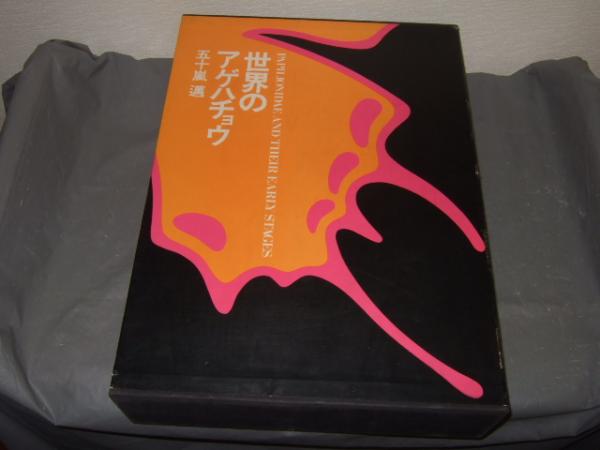 世界の
アゲハチョウ
五十嵐 邁
PAPILIONIDAE AND THEIR EARLY STAGES